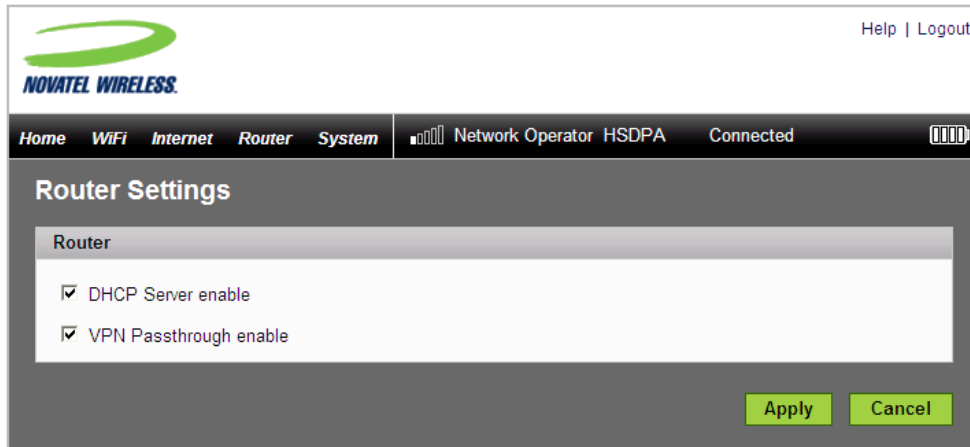 Help | Logout
NOVATEL WIRELESS.
Home WiFi Internet Router System Network Operator HSDPA Connected
Router Settings
Router
DHCP Server enable
VPN Passthrough enable
Apply Cancel